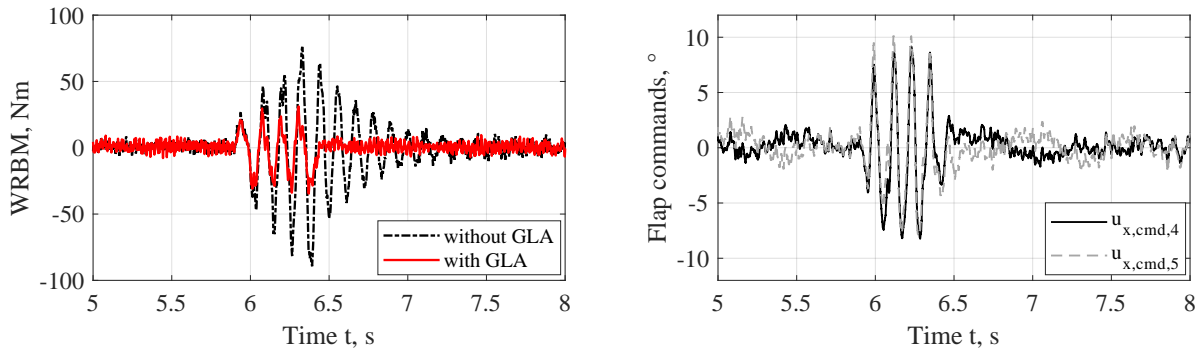 100
50
0
-50
-100
WRBM, Nm
without GLA
with GLA
5 5.5 6 6.5 7 7.5 8
Time t, s
10
5
0
-5
-10
Flap commands, °
u_x,cmd,4
u_x,cmd,5
5 5.5 6 6.5 7 7.5 8
Time t, s